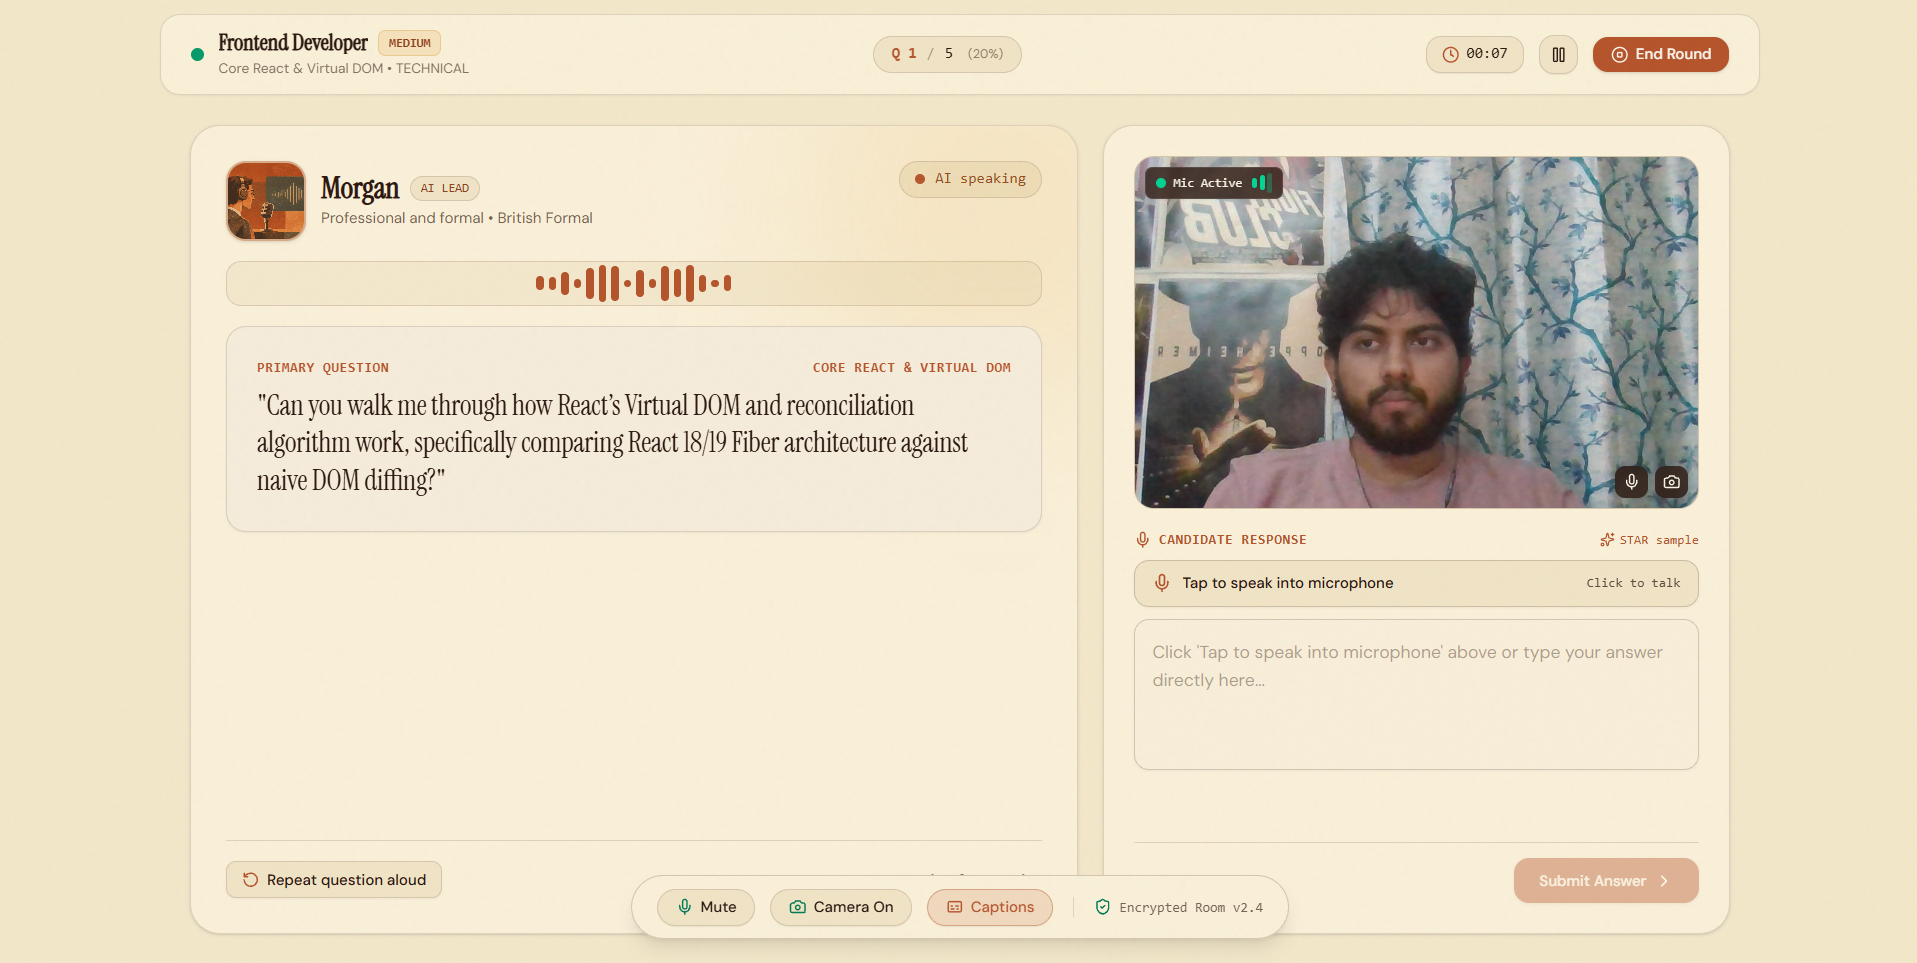 Frontend Developer MEDIUM
Core React & Virtual DOM • TECHNICAL
Q 1 / 5 (20%)
00:07
End Round
Morgan AI LEAD
Professional and formal • British Formal
AI speaking
PRIMARY QUESTION
CORE REACT & VIRTUAL DOM
"Can you walk me through how React’s Virtual DOM and reconciliation
algorithm work, specifically comparing React 18/19 Fiber architecture against
naive DOM diffing?"
Repeat question aloud
Mic Active
CLUB
OPPENHEIMER
CANDIDATE RESPONSE
STAR sample
Tap to speak into microphone
Click to talk
Click 'Tap to speak into microphone' above or type your answer
directly here...
Submit Answer
Mute
Camera On
Captions
Encrypted Room v2.4